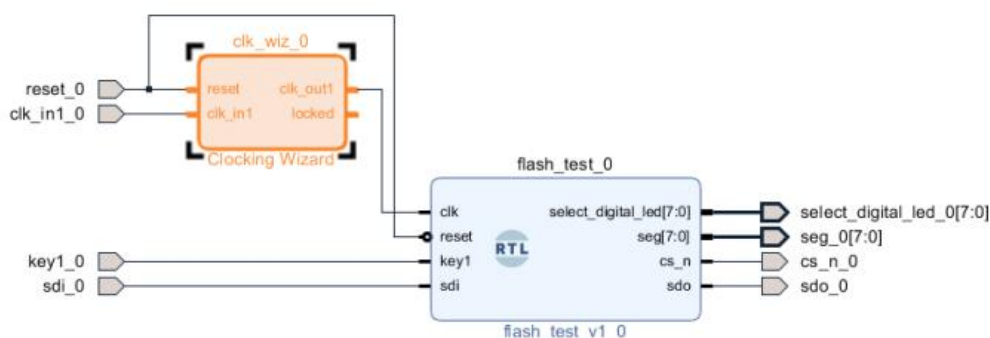 clk_wiz_0
reset_0
clk_in1_0
reset clk_out1
clk_in1 locked
Clocking Wizard
flash_test_0
clk select_digital_led[7:0] select_digital_led_0[7:0]
reset seg[7:0] seg_0[7:0]
RTL
key1_0 key1 cs_n cs_n_0
sdi_0 sdi sdo sdo_0
flash_test_v1_0